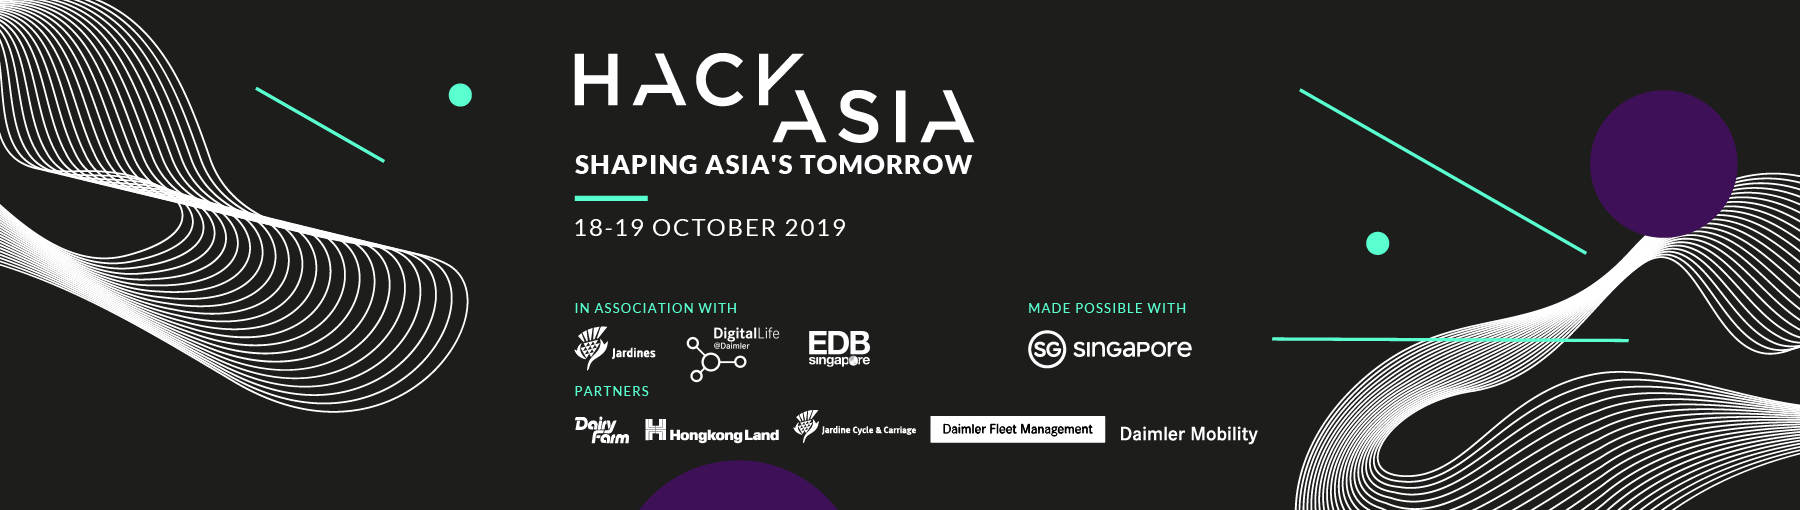 HACK
ASIA
SHAPING ASIA'S TOMORROW
18-19 OCTOBER 2019
IN ASSOCIATION WITH
Jardines
DigitalLife
@Daimler
EDB
singapore
MADE POSSIBLE WITH
SG SINGAPORE
PARTNERS
Dairy
Farm
Hongkong Land
Jardine Cycle & Carriage
Daimler Fleet Management
Daimler Mobility